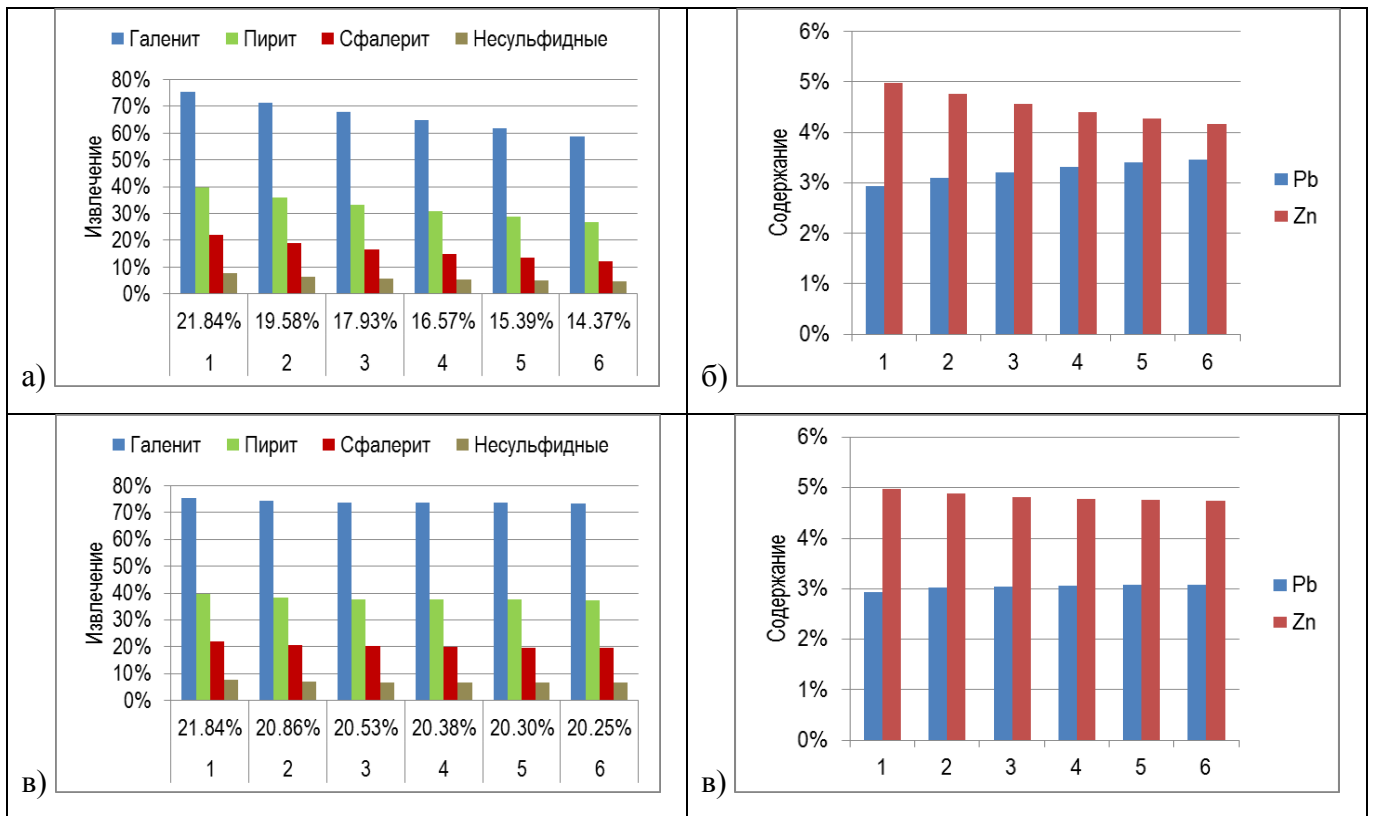 Галенит Пирит Сфалерит Несульфидные
80%
70%
60%
50%
40%
30%
20%
10%
0%
Извлечение
21.84% 19.58% 17.93% 16.57% 15.39% 14.37%
1 2 3 4 5 6
а)
6%
5%
4%
3%
2%
1%
0%
Содержание
1 2 3 4 5 6
Pb
Zn
б)
Галенит Пирит Сфалерит Несульфидные
80%
70%
60%
50%
40%
30%
20%
10%
0%
Извлечение
21.84% 20.86% 20.53% 20.38% 20.30% 20.25%
1 2 3 4 5 6
в)
6%
5%
4%
3%
2%
1%
0%
Содержание
1 2 3 4 5 6
Pb
Zn
в)